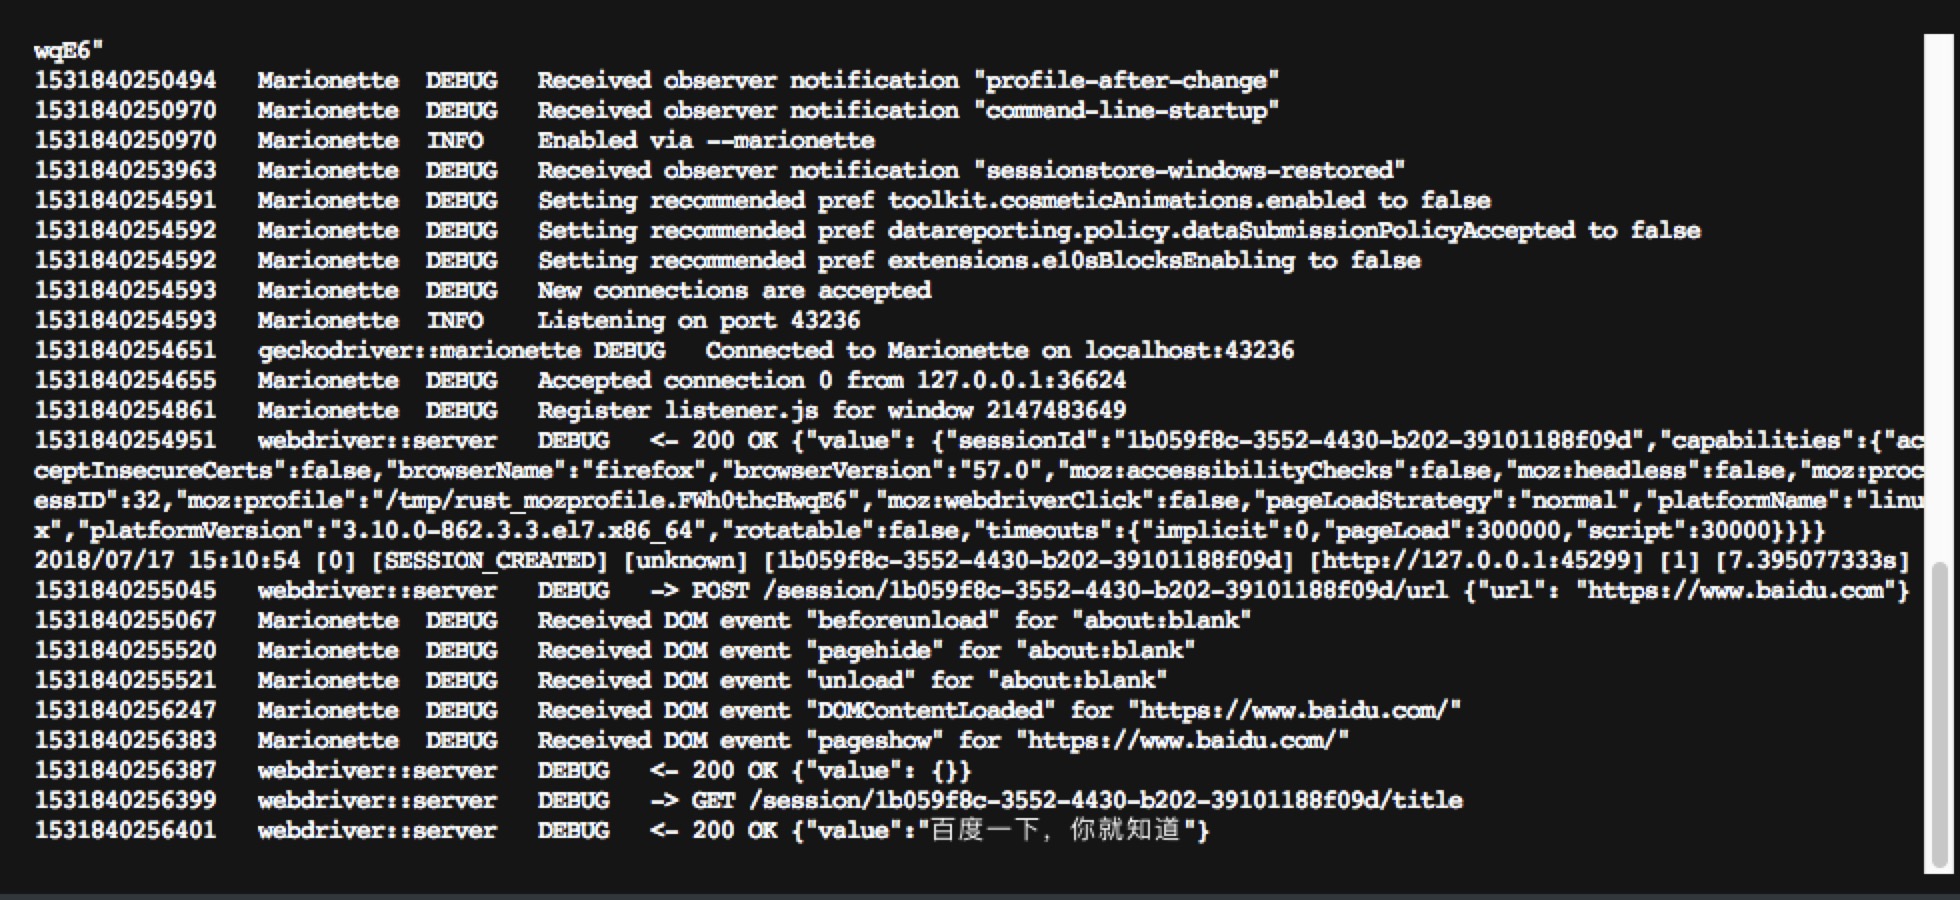 wqE6"
1531840250494   Marionette  DEBUG   Received observer notification "profile-after-change"
1531840250970   Marionette  DEBUG   Received observer notification "command-line-startup"
1531840250970   Marionette  INFO    Enabled via --marionette
1531840253963   Marionette  DEBUG   Received observer notification "sessionstore-windows-restored"
1531840254591   Marionette  DEBUG   Setting recommended pref toolkit.cosmeticAnimations.enabled to false
1531840254592   Marionette  DEBUG   Setting recommended pref datareporting.policy.dataSubmissionPolicyAccepted to false
1531840254592   Marionette  DEBUG   Setting recommended pref extensions.e10sBlocksEnabling to false
1531840254593   Marionette  DEBUG   New connections are accepted
1531840254593   Marionette  INFO    Listening on port 43236
1531840254651   geckodriver::marionette DEBUG   Connected to Marionette on localhost:43236
1531840254655   Marionette  DEBUG   Accepted connection 0 from 127.0.0.1:36624
1531840254861   Marionette  DEBUG   Register listener.js for window 2147483649
1531840254951   webdriver::server   DEBUG   <- 200 OK {"value": {"sessionId":"1b059f8c-3552-4430-b202-39101188f09d","capabilities":{"ac
ceptInsecureCerts":false,"browserName":"firefox","browserVersion":"57.0","moz:accessibilityChecks":false,"moz:headless":false,"moz:proc
essID":32,"moz:profile":"/tmp/rust_mozprofile.FWh0thcHwqE6","moz:webdriverClick":false,"pageLoadStrategy":"normal","platformName":"linu
x","platformVersion":"3.10.0-862.3.3.el7.x86_64","rotatable":false,"timeouts":{"implicit":0,"pageLoad":300000,"script":30000}}}}
2018/07/17 15:10:54 [0] [SESSION_CREATED] [unknown] [1b059f8c-3552-4430-b202-39101188f09d] [http://127.0.0.1:45299] [1] [7.395077333s]
1531840255045   webdriver::server   DEBUG   -> POST /session/1b059f8c-3552-4430-b202-39101188f09d/url {"url": "https://www.baidu.com"}
1531840255067   Marionette  DEBUG   Received DOM event "beforeunload" for "about:blank"
1531840255520   Marionette  DEBUG   Received DOM event "pagehide" for "about:blank"
1531840255521   Marionette  DEBUG   Received DOM event "unload" for "about:blank"
1531840256247   Marionette  DEBUG   Received DOM event "DOMContentLoaded" for "https://www.baidu.com/"
1531840256383   Marionette  DEBUG   Received DOM event "pageshow" for "https://www.baidu.com/"
1531840256387   webdriver::server   DEBUG   <- 200 OK {"value": {}}
1531840256399   webdriver::server   DEBUG   -> GET /session/1b059f8c-3552-4430-b202-39101188f09d/title
1531840256401   webdriver::server   DEBUG   <- 200 OK {"value":"百度一下，你就知道"}